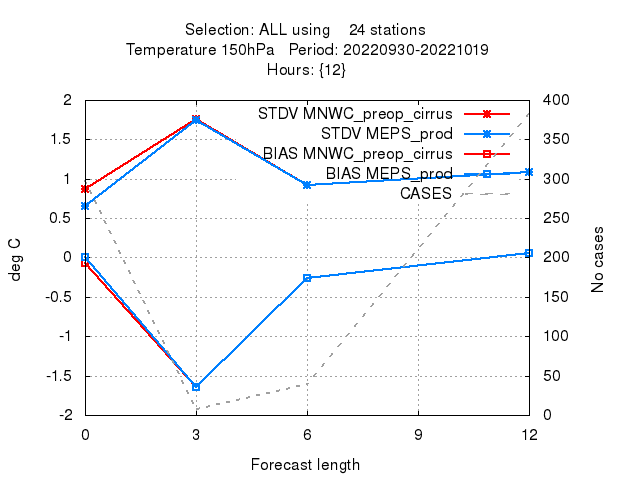 Selection: ALL using    24 stations
Temperature 150hPa   Period: 20220930-20221019
Hours: {12}
STDV MNWC_preop_cirrus
STDV MEPS_prod
BIAS MNWC_preop_cirrus
BIAS MEPS_prod
CASES
deg C
No cases
2
1.5
1
0.5
0
-0.5
-1
-1.5
-2
400
350
300
250
200
150
100
50
0
0 3 6 9 12
Forecast length